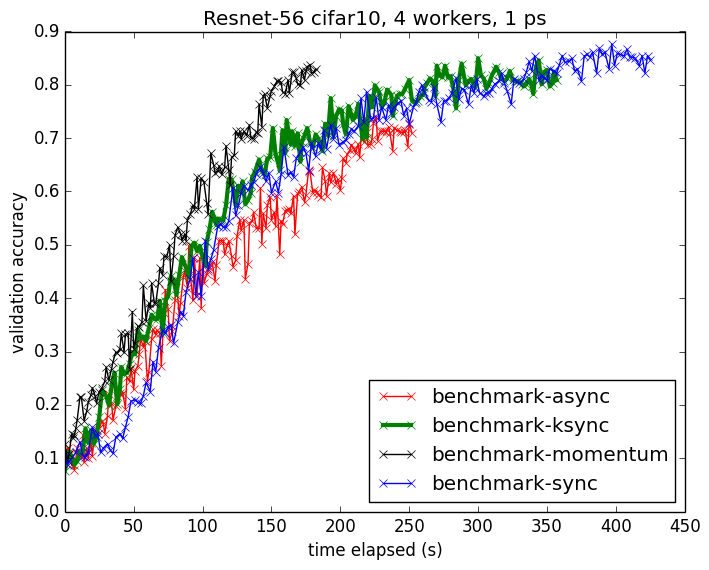 Resnet-56 cifar10, 4 workers, 1 ps
validation accuracy
0.9
0.8
0.7
0.6
0.5
0.4
0.3
0.2
0.1
0.0
benchmark-async
benchmark-ksync
benchmark-momentum
benchmark-sync
0 50 100 150 200 250 300 350 400 450
time elapsed (s)